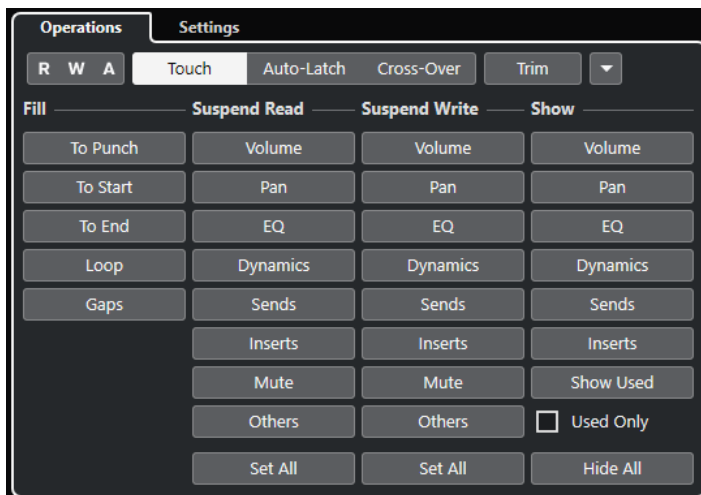 Operations Settings
R W A Touch Auto-Latch Cross-Over Trim
Fill Suspend Read Suspend Write Show
To Punch Volume Volume Volume
To Start Pan Pan Pan
To End EQ EQ EQ
Loop Dynamics Dynamics Dynamics
Gaps Sends Sends Sends
Inserts Inserts Inserts
Mute Mute Show Used
Others Others Used Only
Set All Set All Hide All